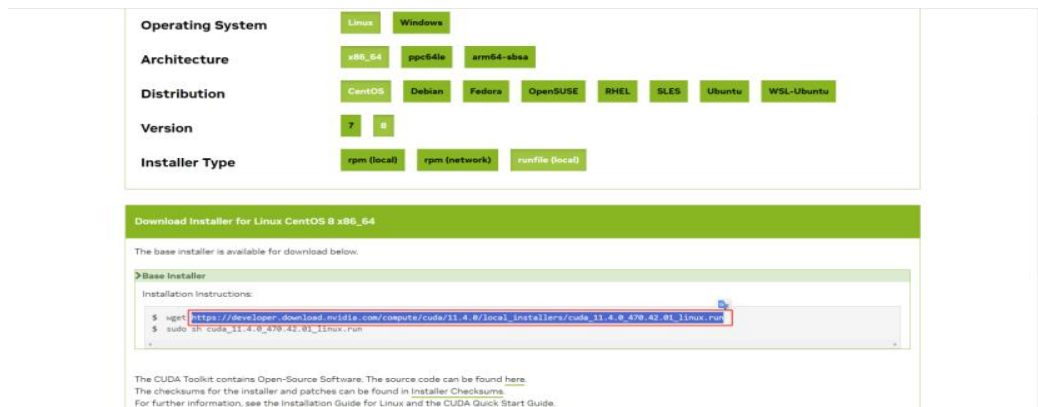 Operating System Linux Windows
Architecture x86_64 ppc64le arm64-sbsa
Distribution CentOS Debian Fedora OpenSUSE RHEL SLES Ubuntu WSL-Ubuntu
Version 7 8
Installer Type rpm (local) rpm (network) runfile (local)
Download Installer for Linux CentOS 8 x86_64
The base installer is available for download below.
Base Installer
Installation Instructions:
$ wget https://developer.download.nvidia.com/compute/cuda/11.4.0/local_installers/cuda_11.4.0_470.42.01_linux.run
$ sudo sh cuda_11.4.0_470.42.01_linux.run
The CUDA Toolkit contains Open-Source Software. The source code can be found here.
The checksums for the installer and patches can be found in Installer Checksums.
For further information, see the Installation Guide for Linux and the CUDA Quick Start Guide.